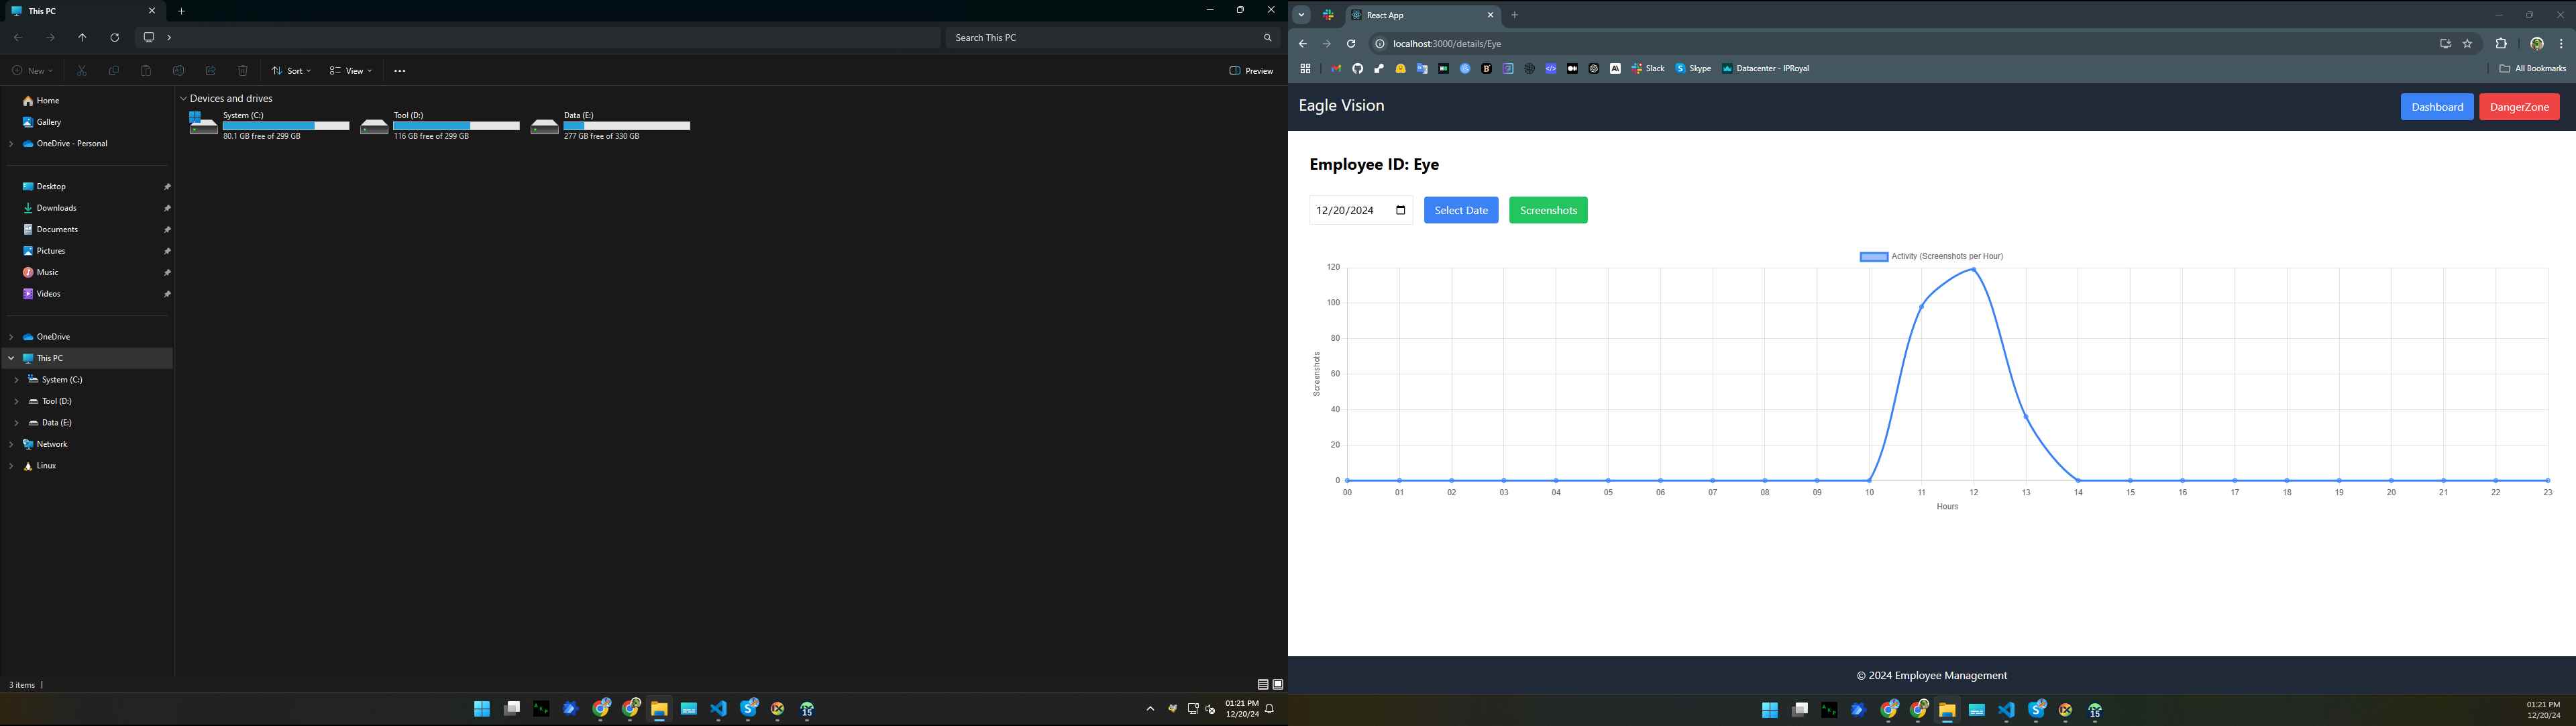 This PC
Search This PC
New
Sort
View
Preview
Home
Gallery
OneDrive - Personal
Desktop
Downloads
Documents
Pictures
Music
Videos
OneDrive
This PC
System (C:)
Tool (D:)
Data (E:)
Network
Linux
Devices and drives
System (C:)
80.1 GB free of 299 GB
Tool (D:)
116 GB free of 299 GB
Data (E:)
277 GB free of 330 GB
3 items
15
01:21 PM
12/20/24
React App
localhost:3000/details/Eye
Slack
Skype
Datacenter - IPRoyal
All Bookmarks
Eagle Vision
Dashboard
DangerZone
Employee ID: Eye
12/20/2024
Select Date
Screenshots
Activity (Screenshots per Hour)
120
100
80
60
40
20
0
Screenshots
00 01 02 03 04 05 06 07 08 09 10 11 12 13 14 15 16 17 18 19 20 21 22 23
Hours
© 2024 Employee Management
15
01:21 PM
12/20/24